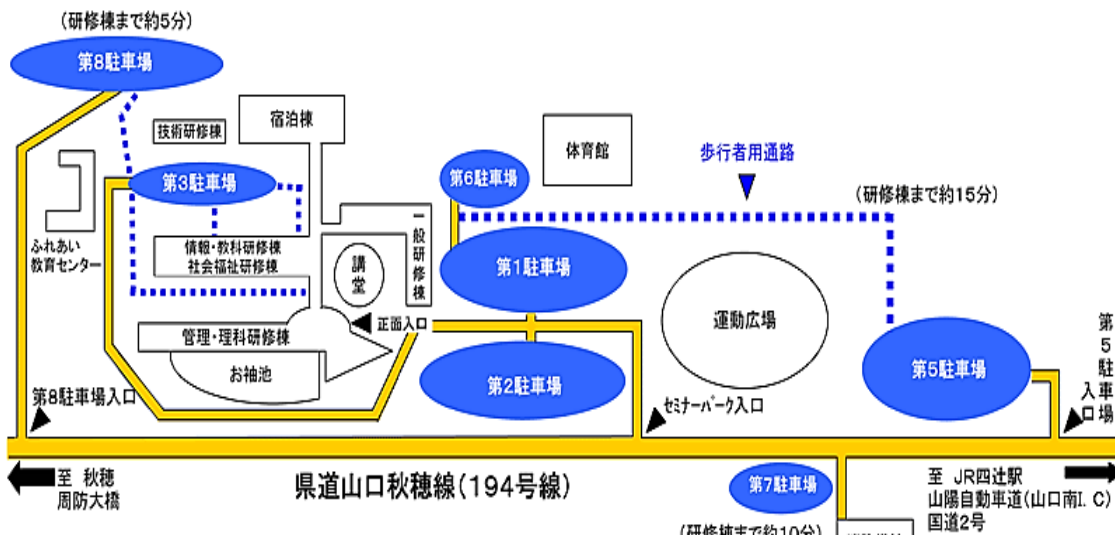 (研修棟まで約5分)
第8駐車場
宿泊棟
技術研修棟
体育館
歩行者用通路
第3駐車場
第6駐車場
(研修棟まで約15分)
ふれあい
教育センター
情報・教科研修棟
社会福祉研修棟
講堂
一般研修棟
第1駐車場
運動広場
正面入口
管理・理科研修棟
お袖池
第2駐車場
第5駐車場
第5駐車場
入口
第8駐車場入口
セミナーパーク入口
至 秋穂
周防大橋
県道山口秋穂線(194号線)
第7駐車場
(研修棟まで約10分)
至 JR四辻駅
山陽自動車道(山口南I.C)
国道2号